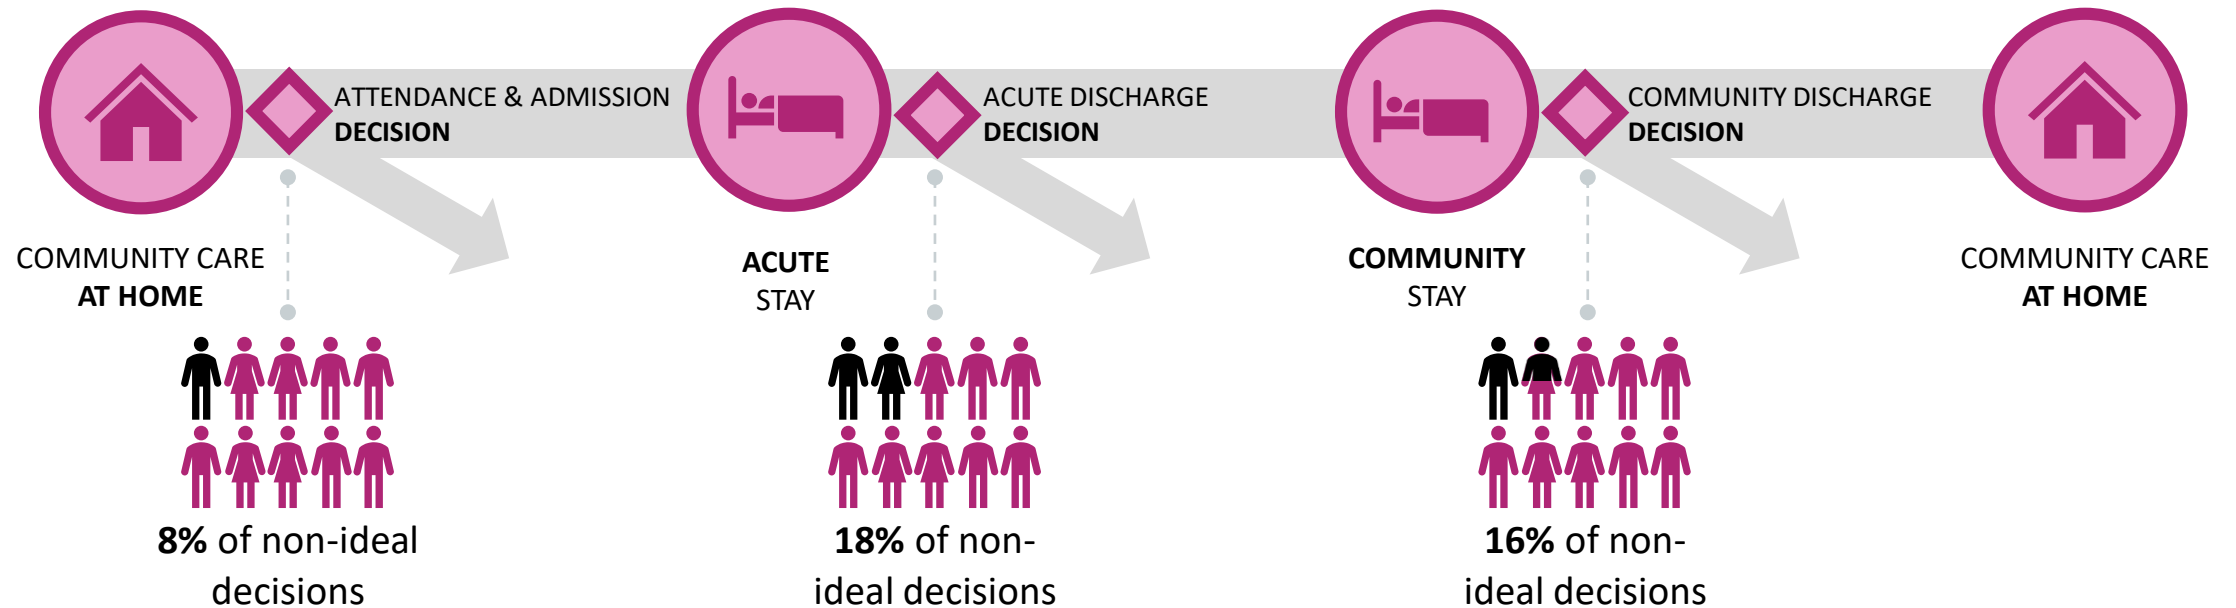 ATTENDANCE & ADMISSION
DECISION
ACUTE DISCHARGE
DECISION
COMMUNITY DISCHARGE
DECISION
COMMUNITY CARE
AT HOME
ACUTE
STAY
COMMUNITY
STAY
COMMUNITY CARE
AT HOME
8% of non-ideal
decisions
18% of non-
ideal decisions
16% of non-
ideal decisions